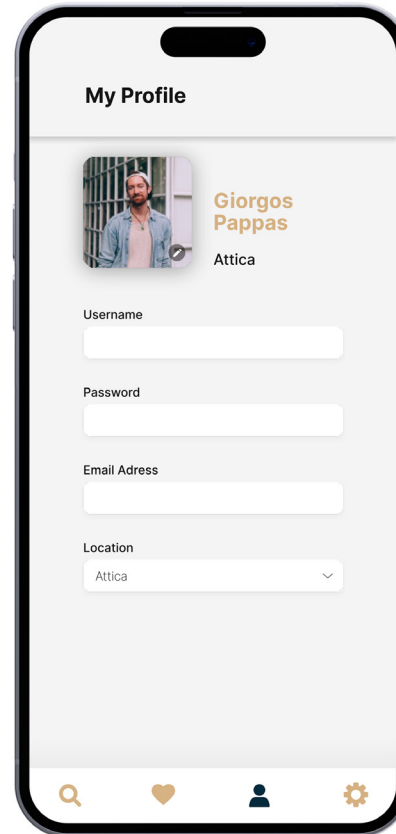 My Profile
Giorgos
Pappas
Attica
Username
Password
Email Adress
Location
Attica